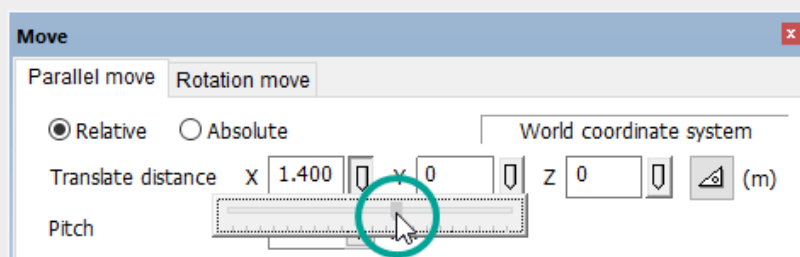 Move
x
Parallel move Rotation move
Relative Absolute World coordinate system
Translate distance X 1.400 Y 0 Z 0 (m)
Pitch